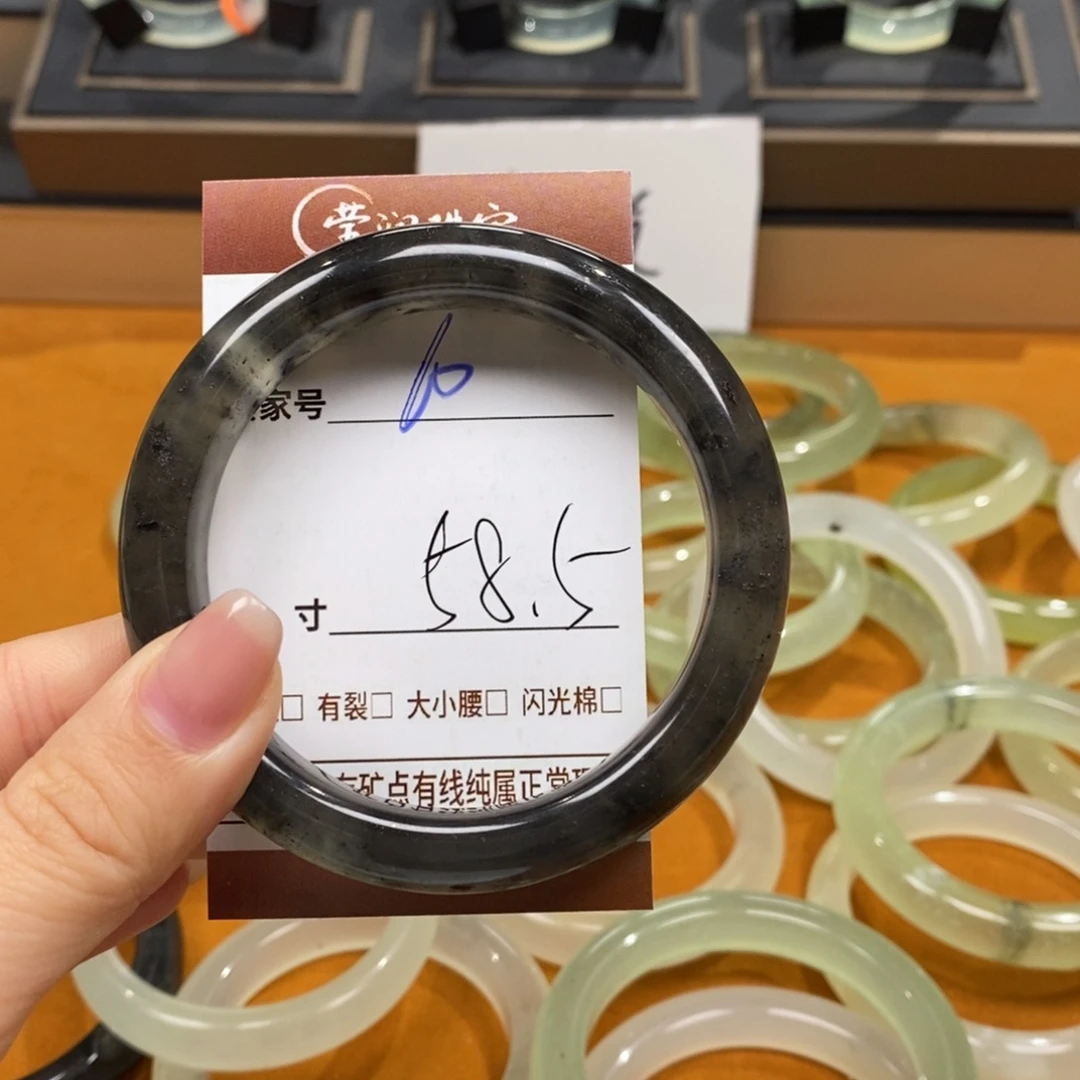 家号 6
寸 58.5
□ 有裂□ 大小腰□ 闪光棉□
矿点有线纯属正常